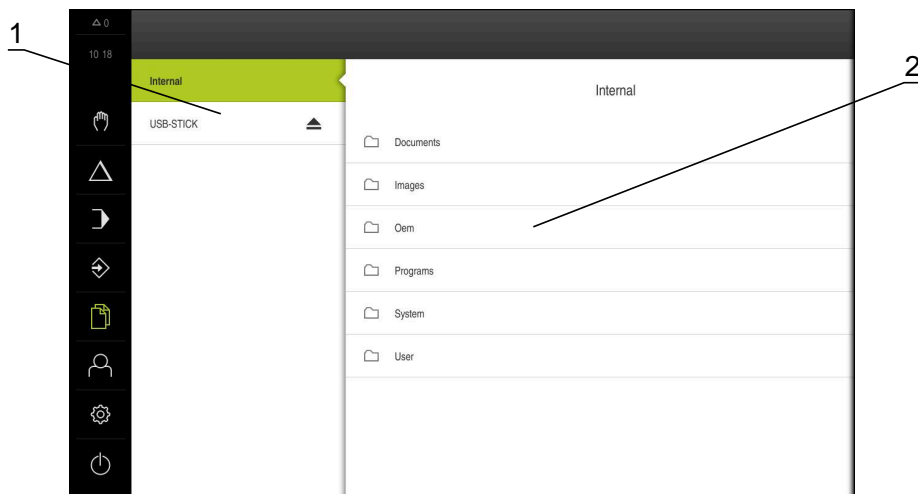 1
0
10 18
Internal
USB-STICK
Internal
Documents
Images
Oem
Programs
System
User
2